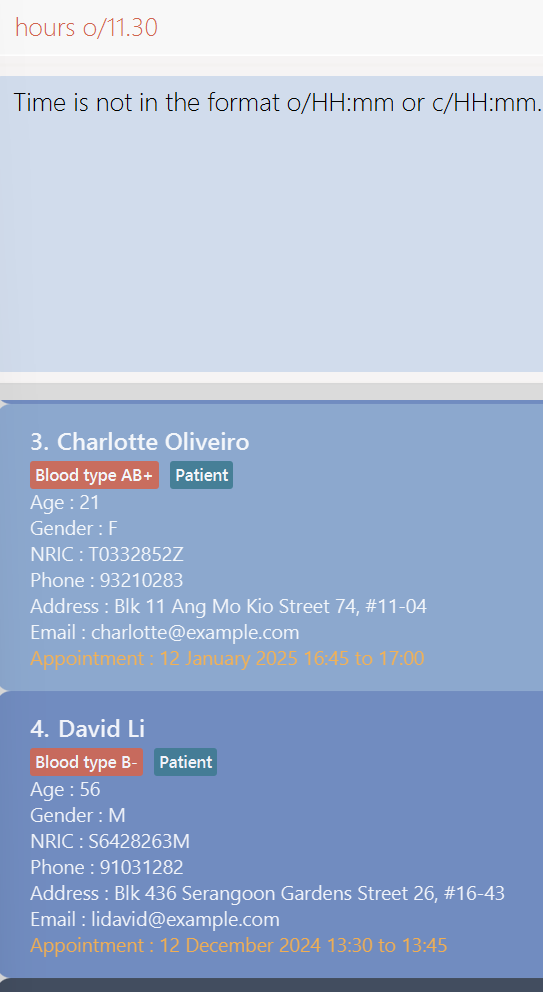 hours o/11.30
Time is not in the format o/HH:mm or c/HH:mm.
3. Charlotte Oliveiro
Blood type AB+ Patient
Age : 21
Gender : F
NRIC : T0332852Z
Phone : 93210283
Address : Blk 11 Ang Mo Kio Street 74, #11-04
Email : charlotte@example.com
Appointment : 12 January 2025 16:45 to 17:00
4. David Li
Blood type B- Patient
Age : 56
Gender : M
NRIC : S6428263M
Phone : 91031282
Address : Blk 436 Serangoon Gardens Street 26, #16-43
Email : lidavid@example.com
Appointment : 12 December 2024 13:30 to 13:45